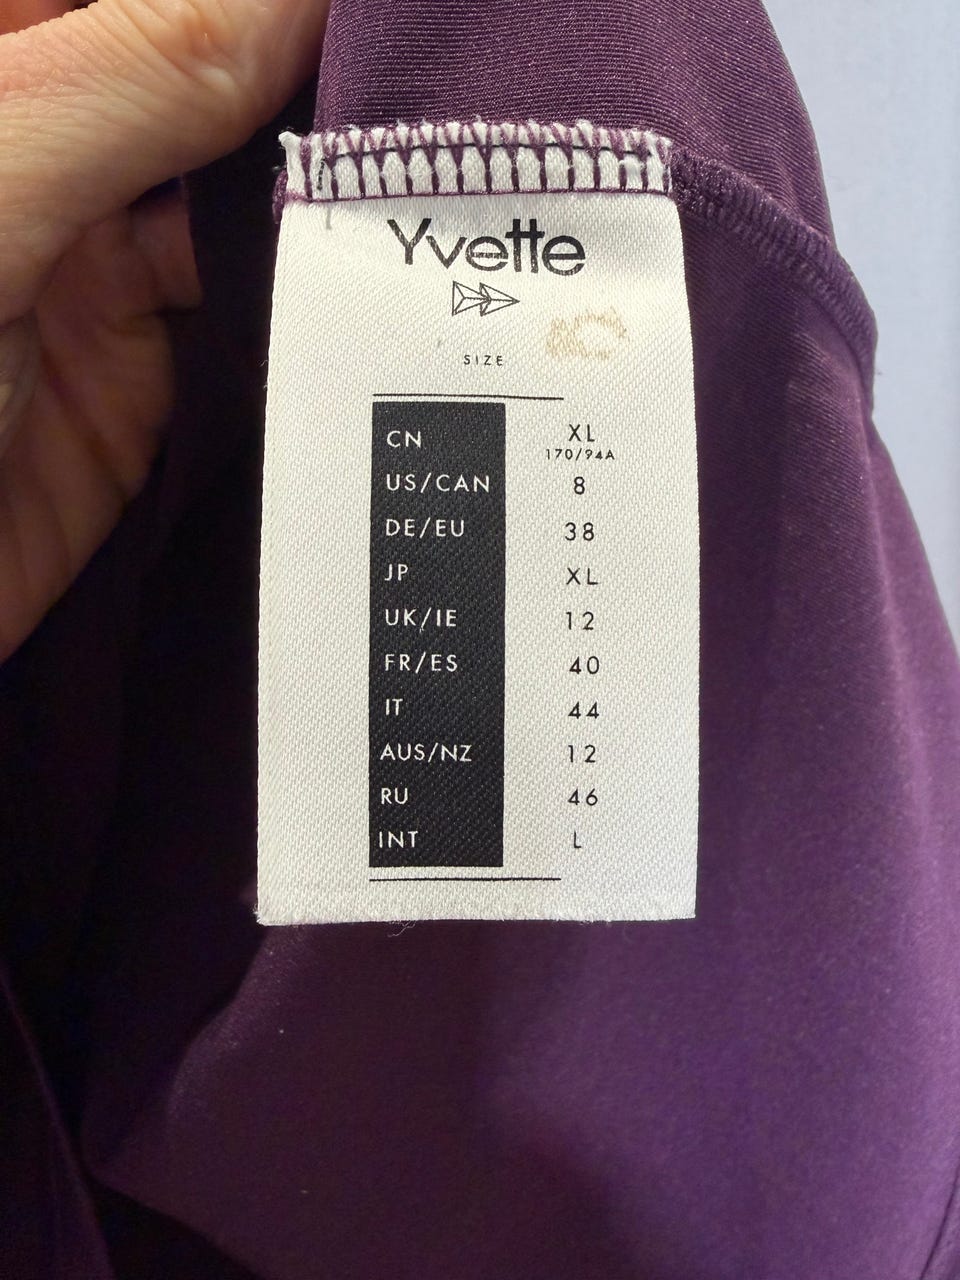 Yvette
SIZE
CN XL
170/94A
US/CAN 8
DE/EU 38
JP XL
UK/IE 12
FR/ES 40
IT 44
AUS/NZ 12
RU 46
INT L